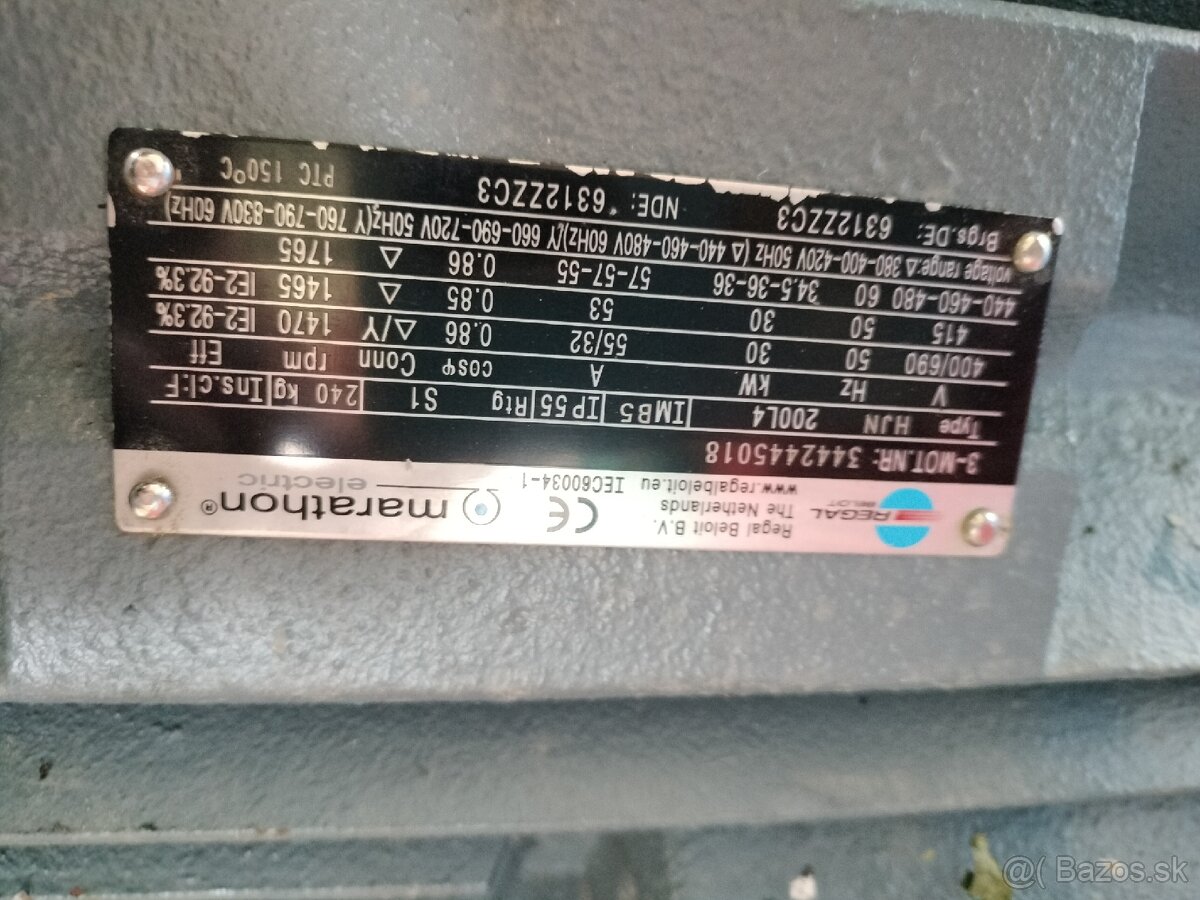 REGAL
BELOIT
Regal Beloit B.V.
The Netherlands
www.regalbeloit.eu IEC60034-1
CE
marathon®
electric
3-MOT.NR: 3442445018
Type HJN 200L4 IMB5 IP55 Rtg S1 240 kg Ins.cl:F
V Hz kW A cosφ Conn rpm Eff
400/690 50 30 55/32 0.86 Δ/Y 1470 IE2-92.3%
415 50 30 53 0.85 Δ 1465 IE2-92.3%
440-460-480 60 34.5-36-36 57-57-55 0.86 Δ 1765
voltage range:Δ 380-400-420V 50Hz (Δ 440-460-480V 60Hz)(Y 660-690-720V 50Hz)(Y 760-790-830V 60Hz)
Brgs.DE: 6312ZZC3 NDE: 6312ZZC3 PTC 150°C
@( Bazos.sk